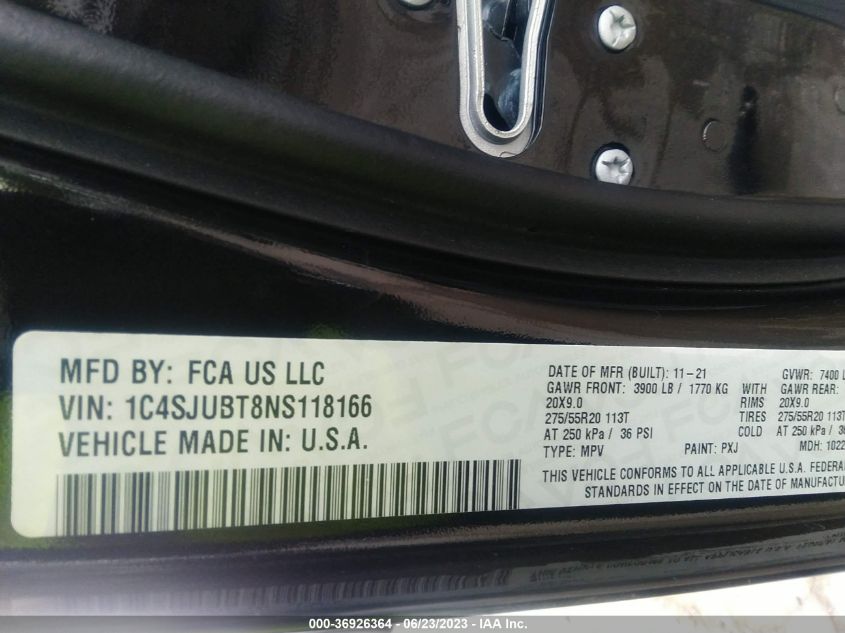 MFD BY: FCA US LLC
VIN: 1C4SJUBT8NS118166
VEHICLE MADE IN: U.S.A.
DATE OF MFR (BUILT): 11-21 GVWR: 7400
GAWR FRONT: 3900 LB / 1770 KG WITH GAWR REAR:
20X9.0 RIMS 20X9.0
275/55R20 113T TIRES 275/55R20 113T
AT 250 kPa / 36 PSI COLD AT 250 kPa / 36
TYPE: MPV PAINT: PXJ MDH: 1022
THIS VEHICLE CONFORMS TO ALL APPLICABLE U.S.A. FEDERAL
STANDARDS IN EFFECT ON THE DATE OF MANUFACTU
000-36926364 - 06/23/2023 - IAA Inc.